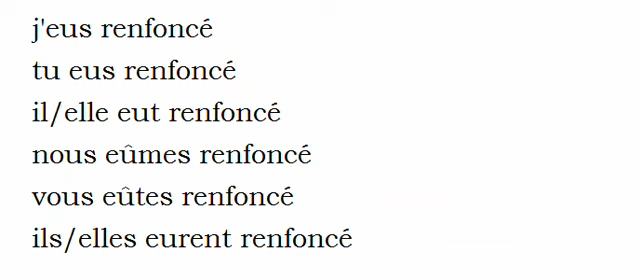 j'eus renfoncé
tu eus renfoncé
il/elle eut renfoncé
nous eûmes renfoncé
vous eûtes renfoncé
ils/elles eurent renfoncé